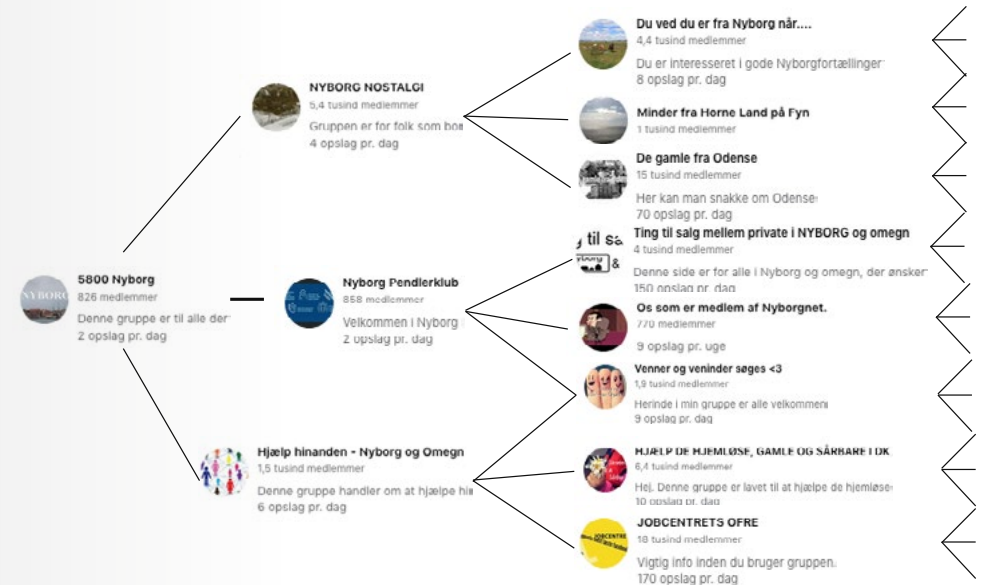 5800 Nyborg
826 medlemmer
Denne gruppe er til alle der
2 opslag pr. dag
NYBORG NOSTALGI
5,4 tusind medlemmer
Gruppen er for folk som bor
4 opslag pr. dag
Nyborg Pendlerklub
858 medlemmer
Velkommen i Nyborg
2 opslag pr. dag
Hjælp hinanden - Nyborg og Omegn
1,5 tusind medlemmer
Denne gruppe handler om at hjælpe hi
6 opslag pr. dag
Du ved du er fra Nyborg når....
4,4 tusind medlemmer
Du er interesseret i gode Nyborgfortællinger
8 opslag pr. dag
Minder fra Horne Land på Fyn
1 tusind medlemmer
De gamle fra Odense
15 tusind medlemmer
Her kan man snakke om Odense
70 opslag pr. dag
Ting til salg mellem private i NYBORG og omegn
4 tusind medlemmer
Denne side er for alle i Nyborg og omegn, der ønsker
150 opslag pr. dag
Os som er medlem af Nyborgnet.
770 medlemmer
9 opslag pr. uge
Venner og veninder søges <3
1,9 tusind medlemmer
Herinde i min gruppe er alle velkommen
9 opslag pr. dag
HJÆLP DE HJEMLØSE, GAMLE OG SÅRBARE I DK
6,4 tusind medlemmer
Hej. Denne gruppe er lavet til at hjælpe de hjemløse
10 opslag pr. dag
JOBCENTRETS OFRE
18 tusind medlemmer
Vigtig info inden du bruger gruppen.
170 opslag pr. dag